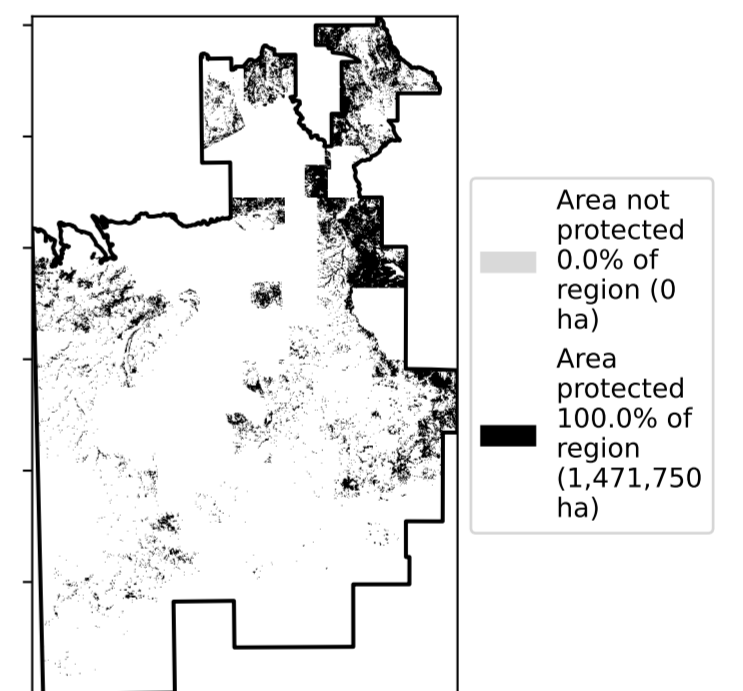 Area not
protected
0.0% of
region (0
ha)
Area
protected
100.0% of
region
(1,471,750
ha)